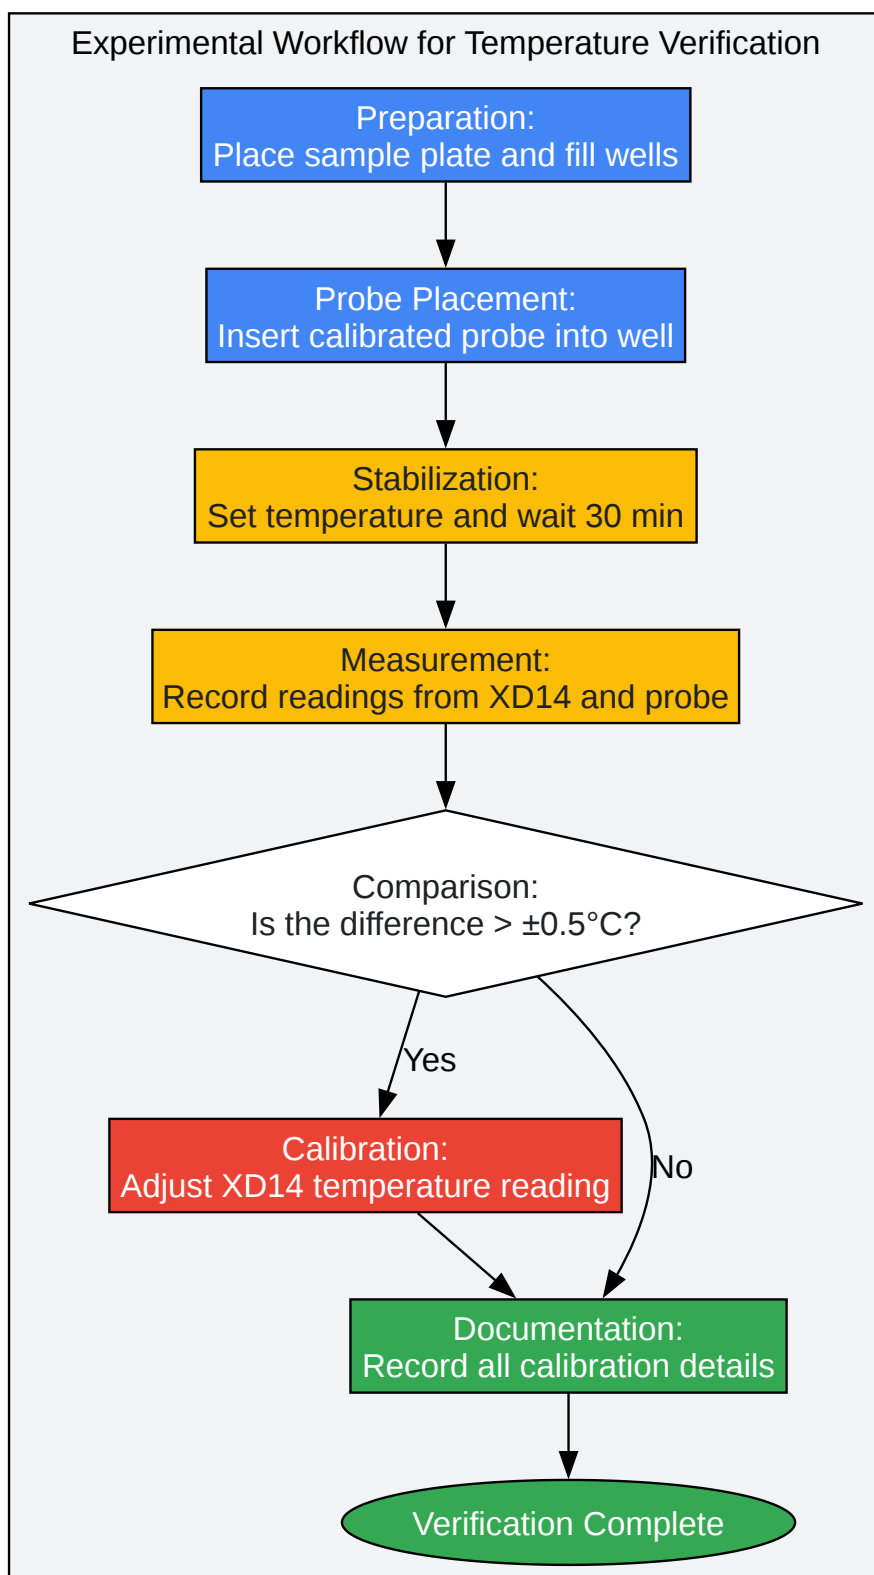 Experimental Workflow for Temperature Verification
Preparation:
Place sample plate and fill wells
Probe Placement:
Insert calibrated probe into well
Stabilization:
Set temperature and wait 30 min
Measurement:
Record readings from XD14 and probe
Comparison:
Is the difference > ±0.5°C?
Yes
Calibration:
Adjust XD14 temperature reading
No
Documentation:
Record all calibration details
Verification Complete